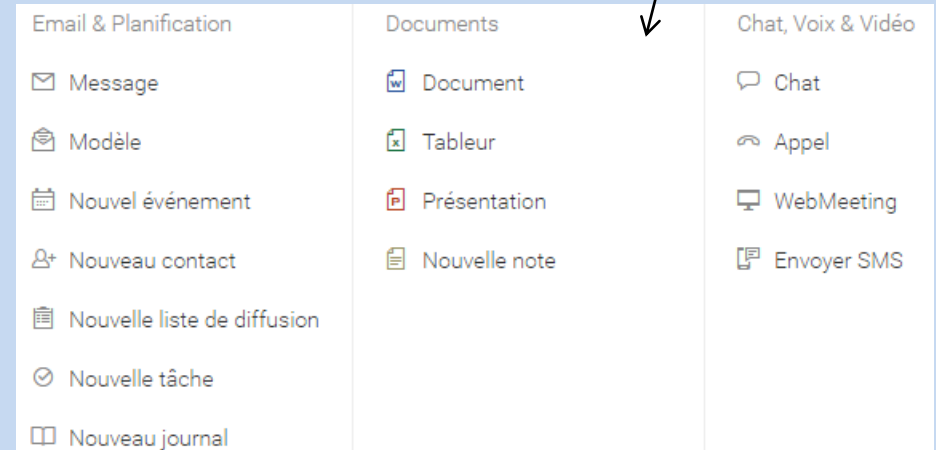 Email & Planification
Message
Modèle
Nouvel événement
Nouveau contact
Nouvelle liste de diffusion
Nouvelle tâche
Nouveau journal
Documents
Document
Tableur
Présentation
Nouvelle note
Chat, Voix & Vidéo
Chat
Appel
WebMeeting
Envoyer SMS